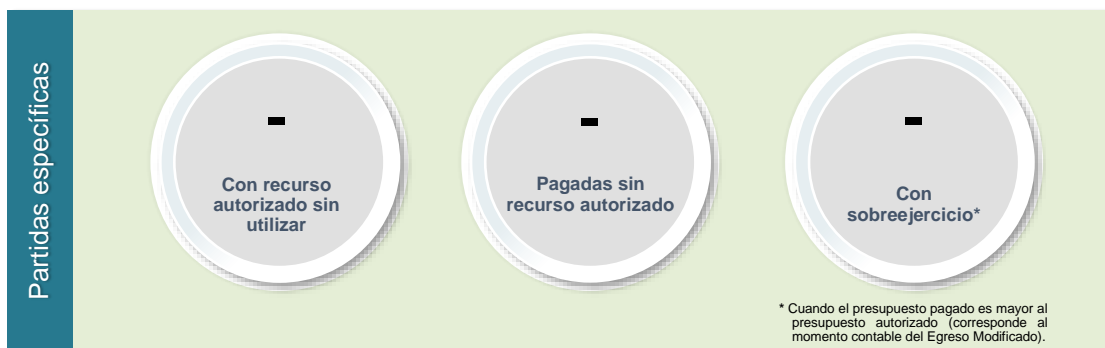 Partidas específicas
-
Con recurso
autorizado sin
utilizar
-
Pagadas sin
recurso autorizado
-
Con
sobreejercicio*
* Cuando el presupuesto pagado es mayor al
presupuesto autorizado (corresponde al
momento contable del Egreso Modificado).